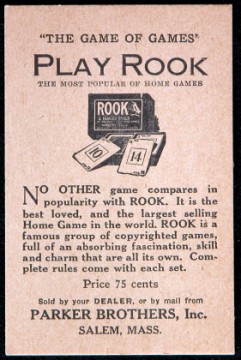 "THE GAME OF GAMES"
PLAY ROOK
THE MOST POPULAR OF HOME GAMES
ROOK
10
14
NO OTHER game compares in
popularity with ROOK. It is the
best loved, and the largest selling
Home Game in the world. ROOK is a
famous group of copyrighted games,
full of an absorbing fascination, skill
and charm that are all its own. Com-
plete rules come with each set.
Price 75 cents
Sold by your DEALER, or by mail from
PARKER BROTHERS, Inc.
SALEM, MASS.